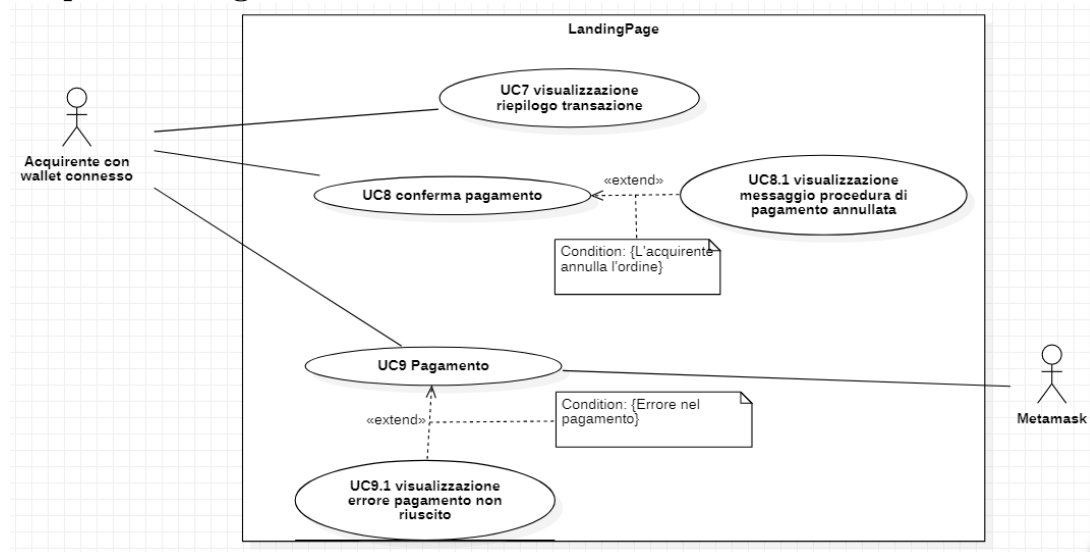 LandingPage
UC7 visualizzazione
riepilogo transazione
Acquirente con
wallet connesso
UC8 conferma pagamento
«extend»
UC8.1 visualizzazione
messaggio procedura di
pagamento annullata
Condition: {L'acquirente
annulla l'ordine}
UC9 Pagamento
Metamask
«extend»
Condition: {Errore nel
pagamento}
UC9.1 visualizzazione
errore pagamento non
riuscito